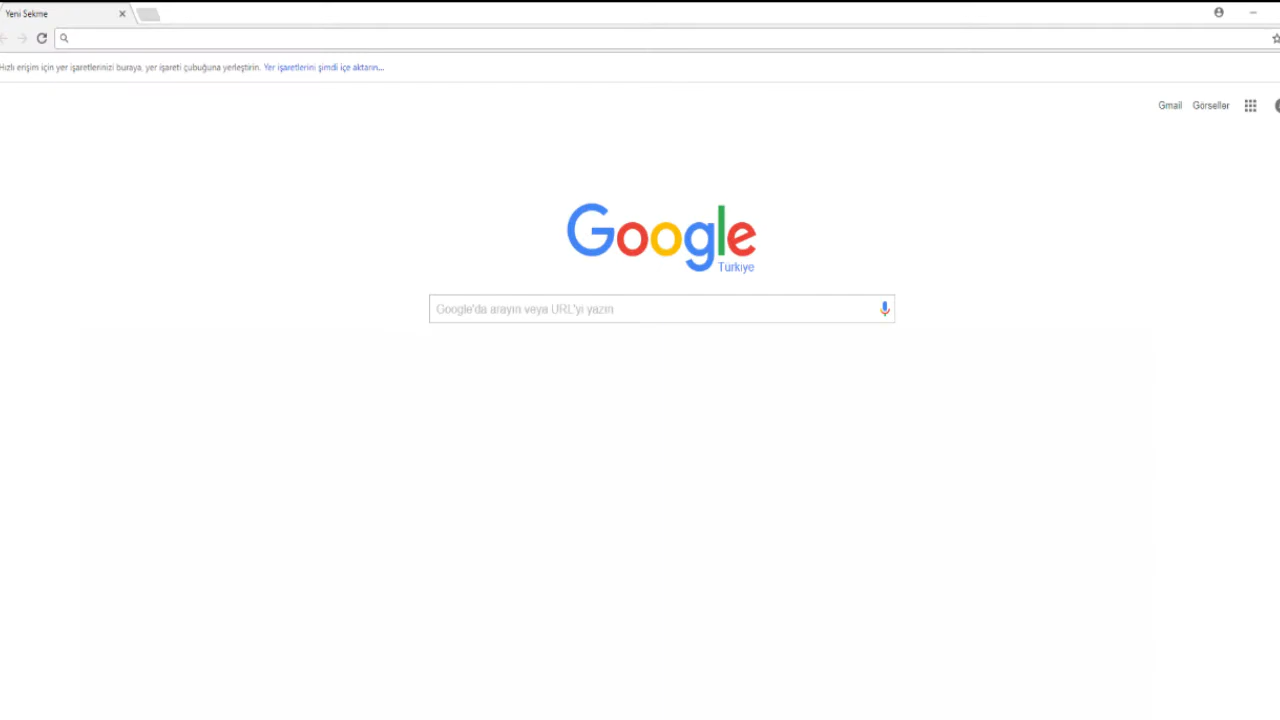 Yeni Sekme
Hızlı erişim için yer işaretlerinizi buraya, yer işareti çubuğuna yerleştirin. Yer işaretlerini şimdi içe aktarın...
Gmail Görseller
Google
Türkiye
Google'da arayın veya URL'yi yazın